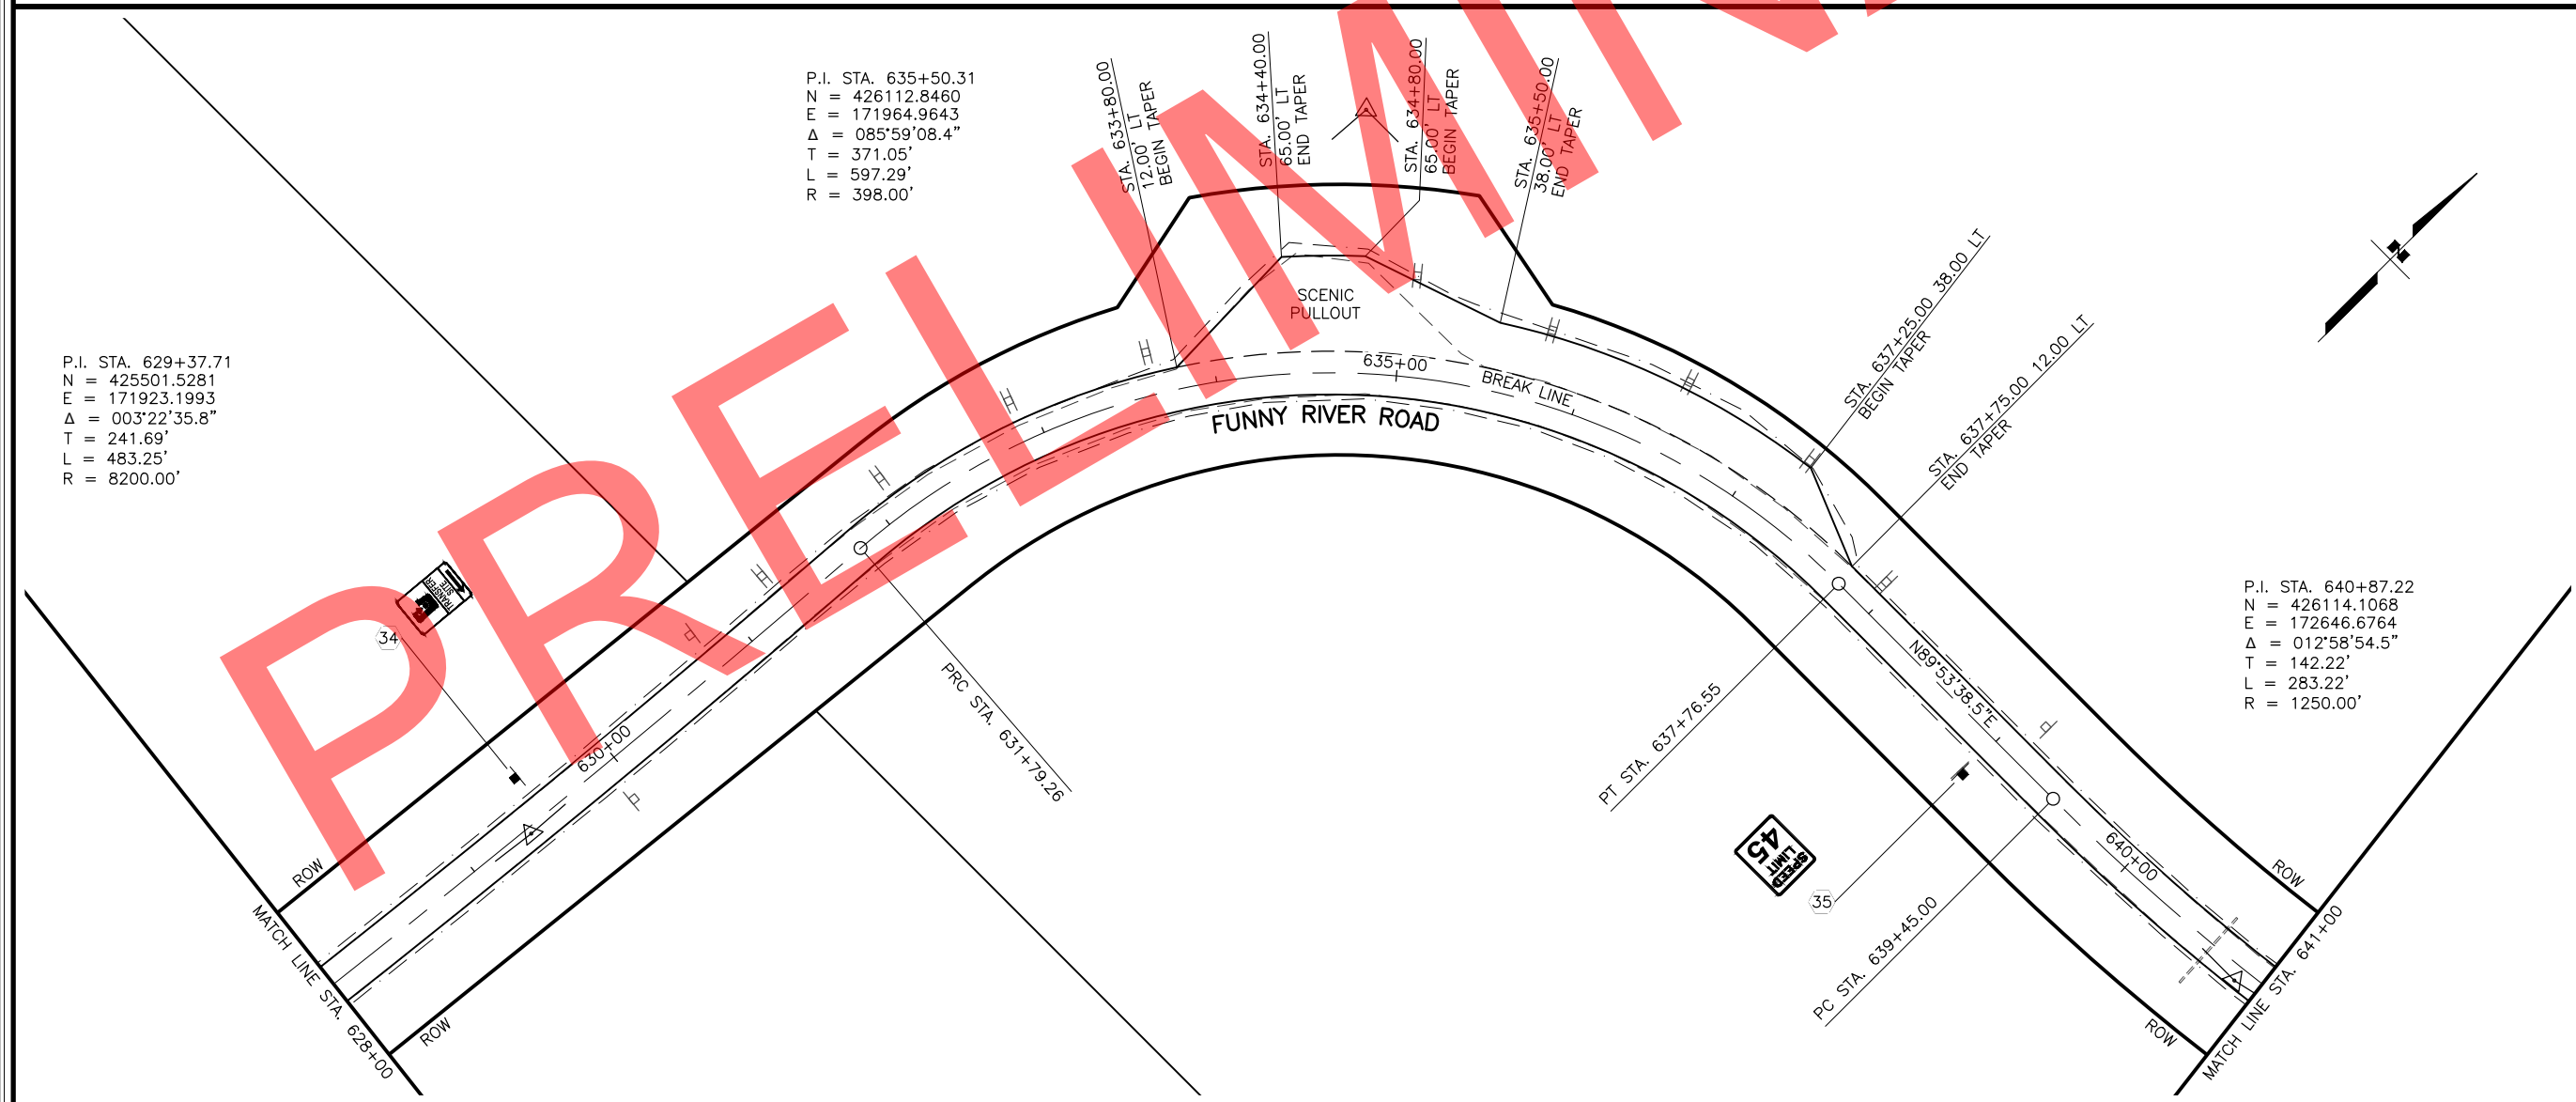 P.I. STA. 635+50.31
N = 426112.8460
E = 171964.9643
Δ = 085°59'08.4"
T = 371.05'
L = 597.29'
R = 398.00'
P.I. STA. 629+37.71
N = 425501.5281
E = 171923.1993
Δ = 003°22'35.8"
T = 241.69'
L = 483.25'
R = 8200.00'
STA. 633+80.00
12.00' LT
BEGIN TAPER
STA. 634+40.00
65.00' LT
END TAPER
STA. 634+80.00
65.00' LT
BEGIN TAPER
STA. 635+50.00
38.00' LT
END TAPER
STA. 637+25.00 38.00 LT
BEGIN TAPER
STA. 637+75.00 12.00 LT
END TAPER
N
SCENIC
PULLOUT
635+00
BREAK LINE
FUNNY RIVER ROAD
TRANSFER
SITE
34
630+00
PRC STA. 631+79.26
PT STA. 637+76.55
N89°53'38.5"E
P.I. STA. 640+87.22
N = 426114.1068
E = 172646.6764
Δ = 012°58'54.5"
T = 142.22'
L = 283.22'
R = 1250.00'
SPEED
LIMIT
45
35
640+00
PC STA. 639+45.00
ROW
ROW
ROW
ROW
MATCH LINE STA. 628+00
MATCH LINE STA. 641+00